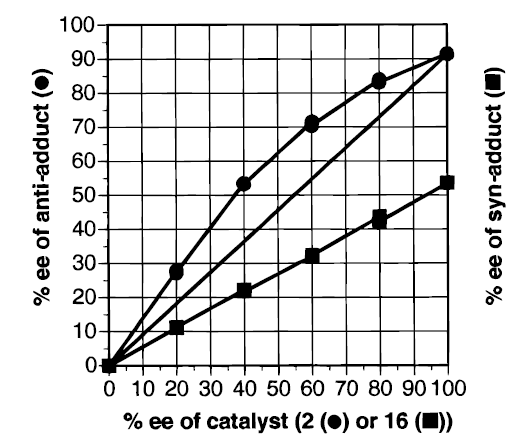 % ee of anti-adduct (●)
100
90
80
70
60
50
40
30
20
10
0
0 10 20 30 40 50 60 70 80 90 100
% ee of catalyst (2 (●) or 16 (■))
% ee of syn-adduct (■)